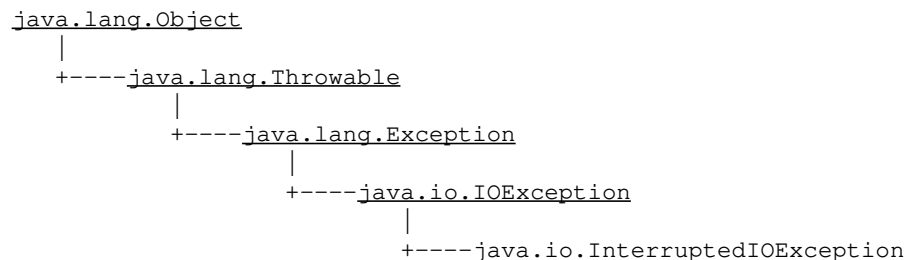 java.lang.Object
   |
   +----java.lang.Throwable
           |
           +----java.lang.Exception
                   |
                   +----java.io.IOException
                           |
                           +----java.io.InterruptedIOException